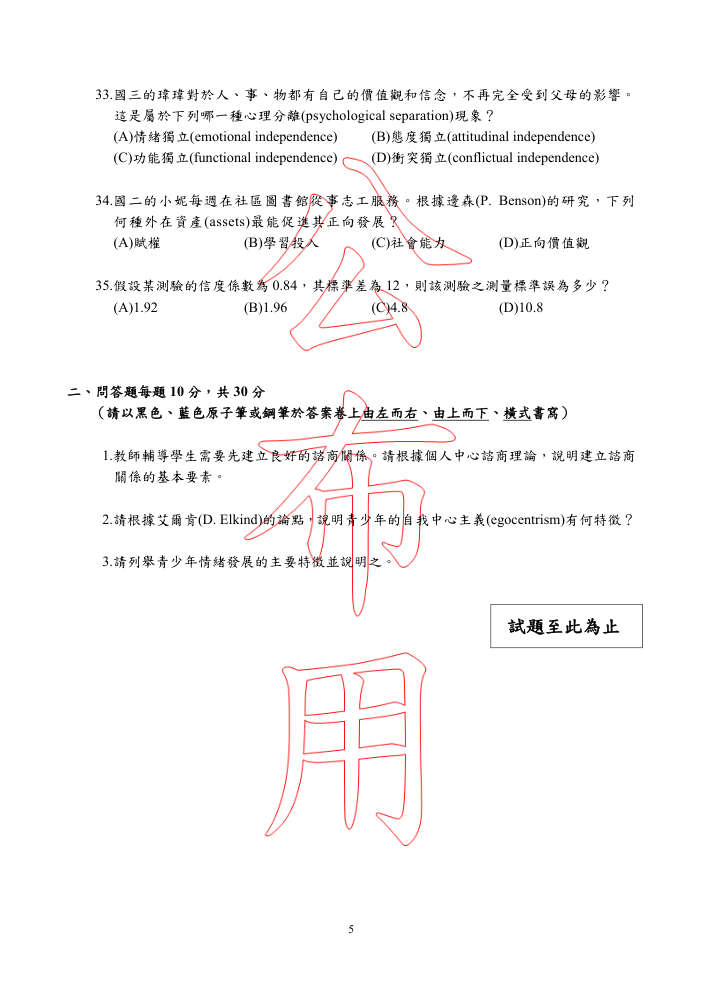 33.國三的瑋瑋對於人、事、物都有自己的價值觀和信念，不再完全受到父母的影響。
這是屬於下列哪一種心理分離(psychological separation)現象？
(A)情緒獨立(emotional independence) (B)態度獨立(attitudinal independence)
(C)功能獨立(functional independence) (D)衝突獨立(conflictual independence)
34.國二的小妮每週在社區圖書館從事志工服務。根據邊森(P. Benson)的研究，下列
何種外在資產(assets)最能促進其正向發展？
(A)賦權 (B)學習投入 (C)社會能力 (D)正向價值觀
35.假設某測驗的信度係數為 0.84，其標準差為 12，則該測驗之測量標準誤為多少？
(A)1.92 (B)1.96 (C)4.8 (D)10.8
二、問答題每題 10 分，共 30 分
（請以黑色、藍色原子筆或鋼筆於答案卷上由左而右、由上而下、橫式書寫）
1.教師輔導學生需要先建立良好的諮商關係。請根據個人中心諮商理論，說明建立諮商
關係的基本要素。
2.請根據艾爾肯(D. Elkind)的論點，說明青少年的自我中心主義(egocentrism)有何特徵？
3.請列舉青少年情緒發展的主要特徵並說明之。
試題至此為止
公
布
用
5